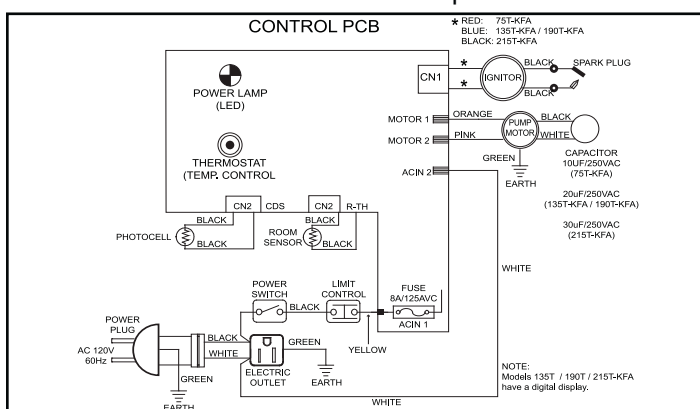 CONTROL PCB
* RED: 75T-KFA
BLUE: 135T-KFA / 190T-KFA
BLACK: 215T-KFA
POWER LAMP
(LED)
THERMOSTAT
(TEMP. CONTROL
CN1
*
*
IGNITOR
BLACK
BLACK
SPARK PLUG
MOTOR 1
ORANGE
MOTOR 2
PINK
PUMP
MOTOR
BLACK
WHITE
GREEN
EARTH
CAPACITOR
10UF/250VAC
(75T-KFA)
20uF/250VAC
(135T-KFA / 190T-KFA)
30uF/250VAC
(215T-KFA)
ACIN 2
CN2 CDS
CN2 R-TH
BLACK
BLACK
PHOTOCELL
BLACK
BLACK
ROOM
SENSOR
WHITE
POWER
SWITCH
BLACK
LIMIT
CONTROL
FUSE
8A/125AVC
ACIN 1
YELLOW
POWER
PLUG
AC 120V
60Hz
BLACK
WHITE
GREEN
EARTH
ELECTRIC
OUTLET
GREEN
EARTH
WHITE
NOTE:
Models 135T / 190T / 215T-KFA
have a digital display.